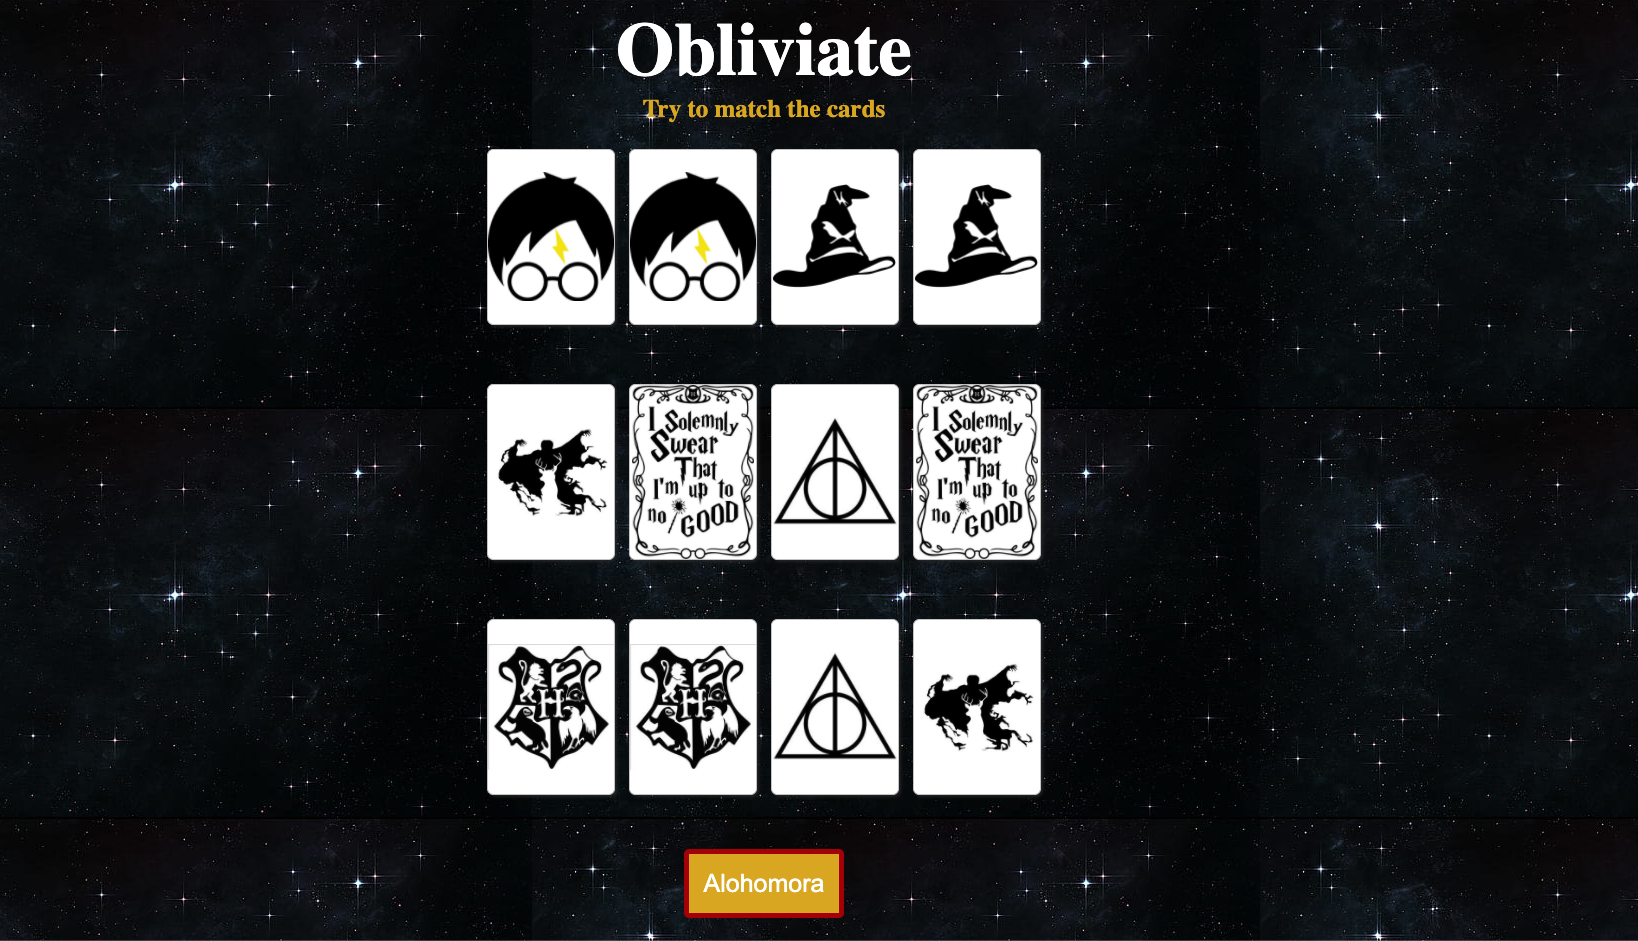 Obliviate
Try to match the cards
I Solemnly
Swear
That
I'm up to
no GOOD
I Solemnly
Swear
That
I'm up to
no GOOD
H
H
Alohomora